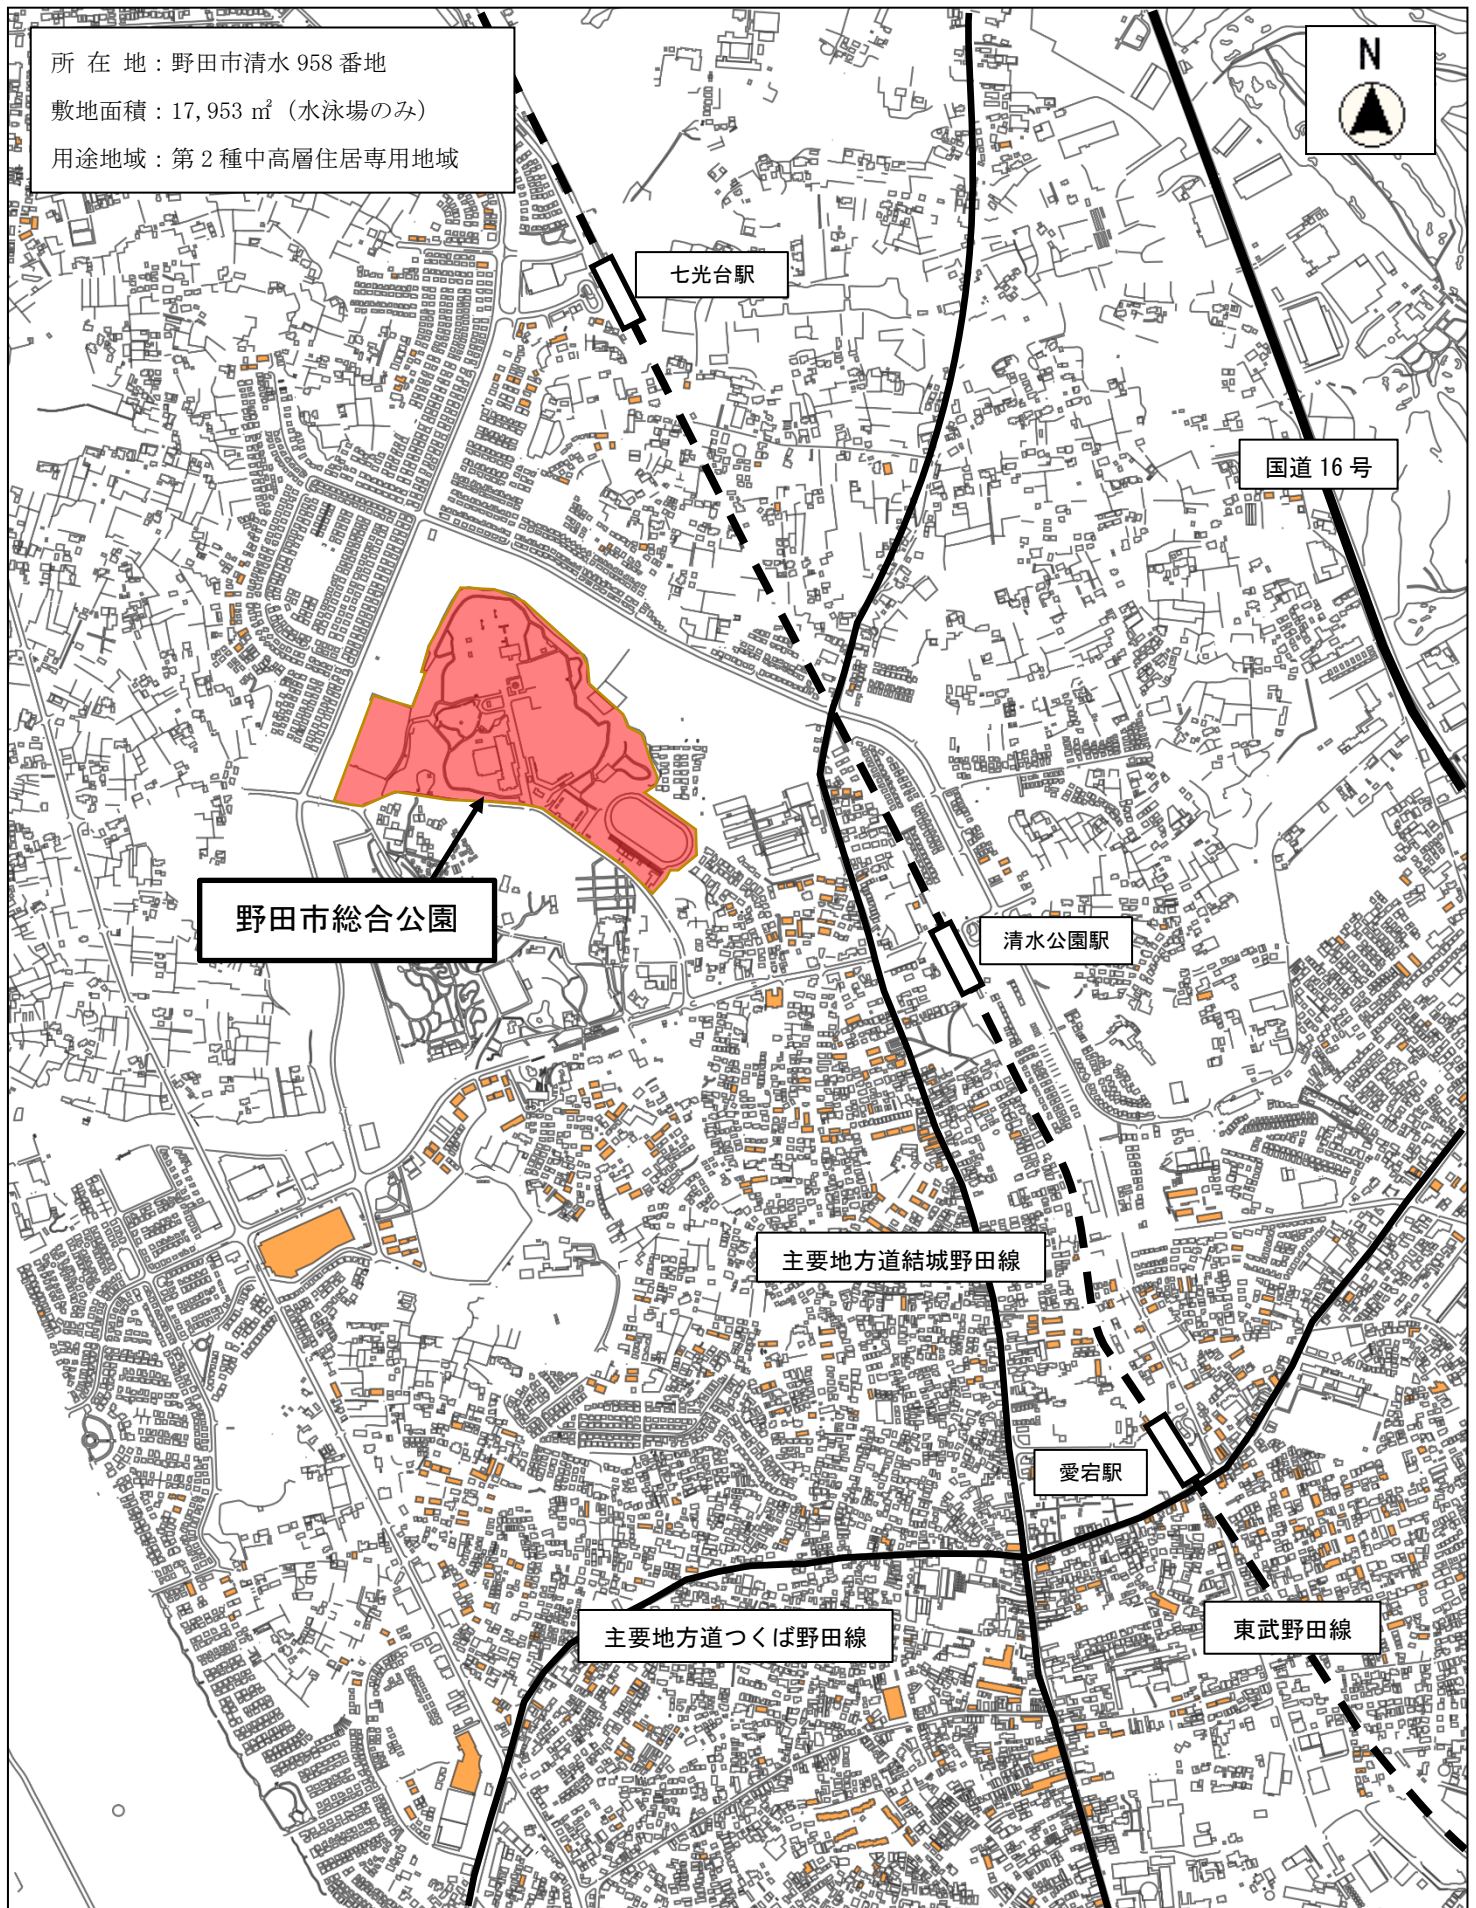 所 在 地：野田市清水 958 番地
敷地面積：17,953 ㎡（水泳場のみ）
用途地域：第２種中高層住居専用地域
N
七光台駅
国道 16 号
野田市総合公園
清水公園駅
主要地方道結城野田線
愛宕駅
主要地方道つくば野田線
東武野田線